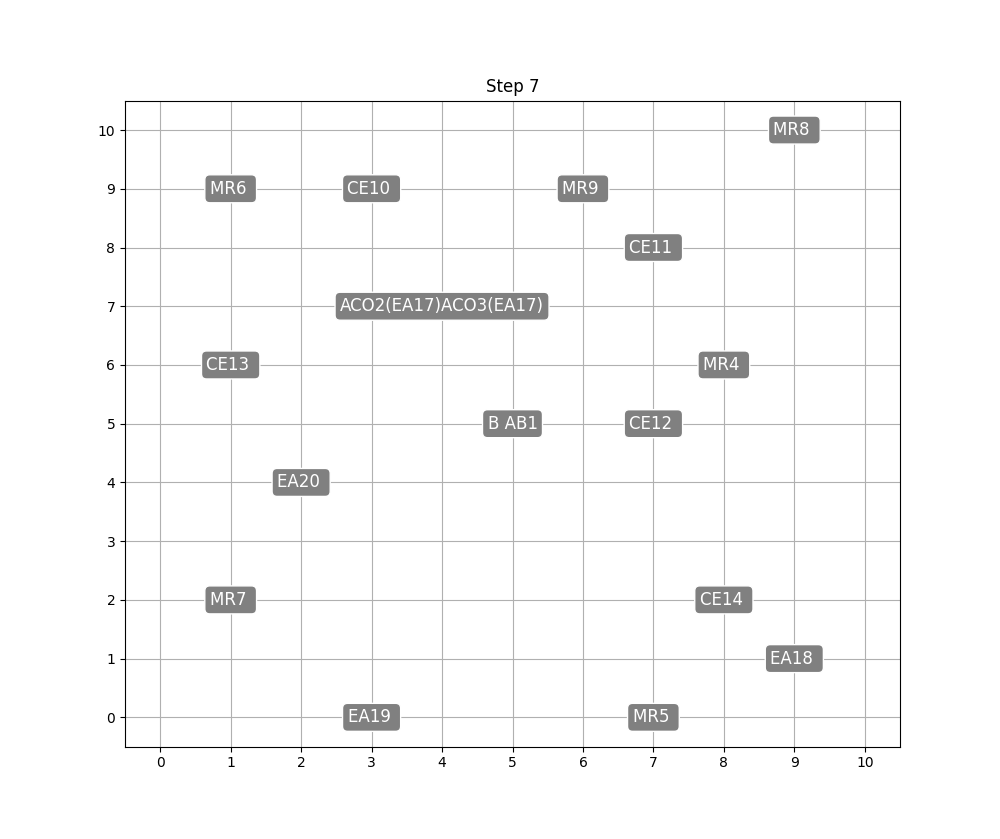 Step 7
10
MR8
9
MR6 CE10 MR9
8
CE11
7
ACO2(EA17)ACO3(EA17)
6
CE13 MR4
5
B AB1 CE12
4
EA20
3
2
MR7 CE14
1
EA18
0
EA19 MR5
0 1 2 3 4 5 6 7 8 9 10